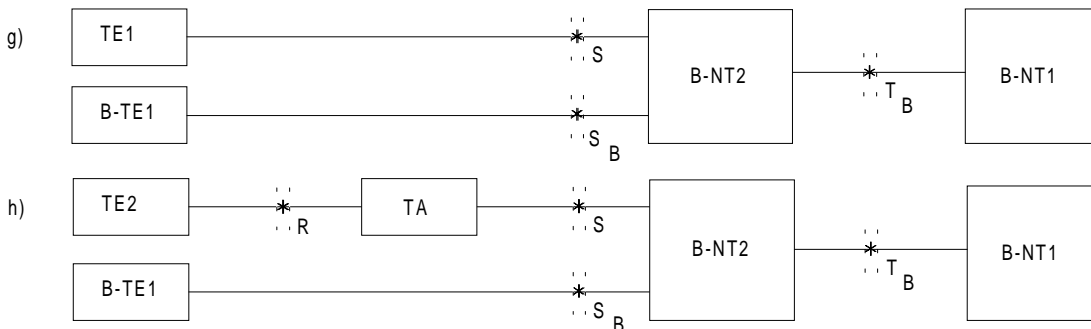 g) TE1 S B-NT2 T B B-NT1
B-TE1 S B
h) TE2 R TA S B-NT2 T B B-NT1
B-TE1 S B